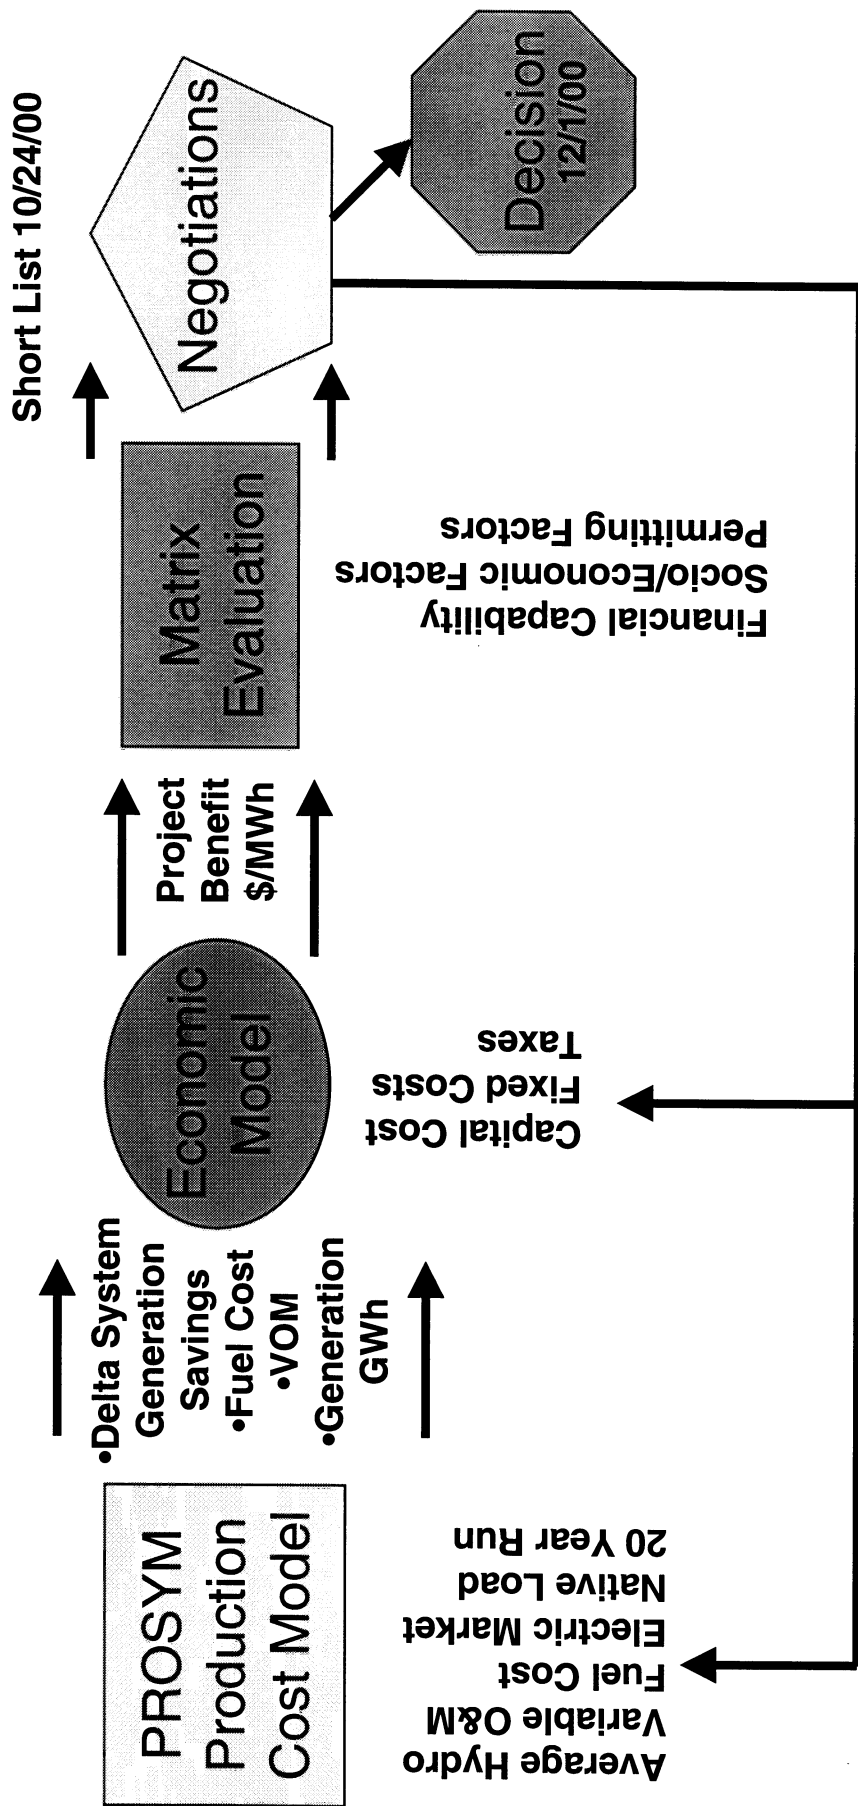 Short List 10/24/00
PROSYM
Production
Cost Model
•Delta System
Generation
Savings
•Fuel Cost
•VOM
•Generation
GWh
Economic
Model
Project
Benefit
$/MWh
Matrix
Evaluation
Negotiations
Decision
12/1/00
Average Hydro
Variable O&M
Fuel Cost
Electric Market
Native Load
20 Year Run
Capital Cost
Fixed Costs
Taxes
Financial Capability
Socio/Economic Factors
Permitting Factors